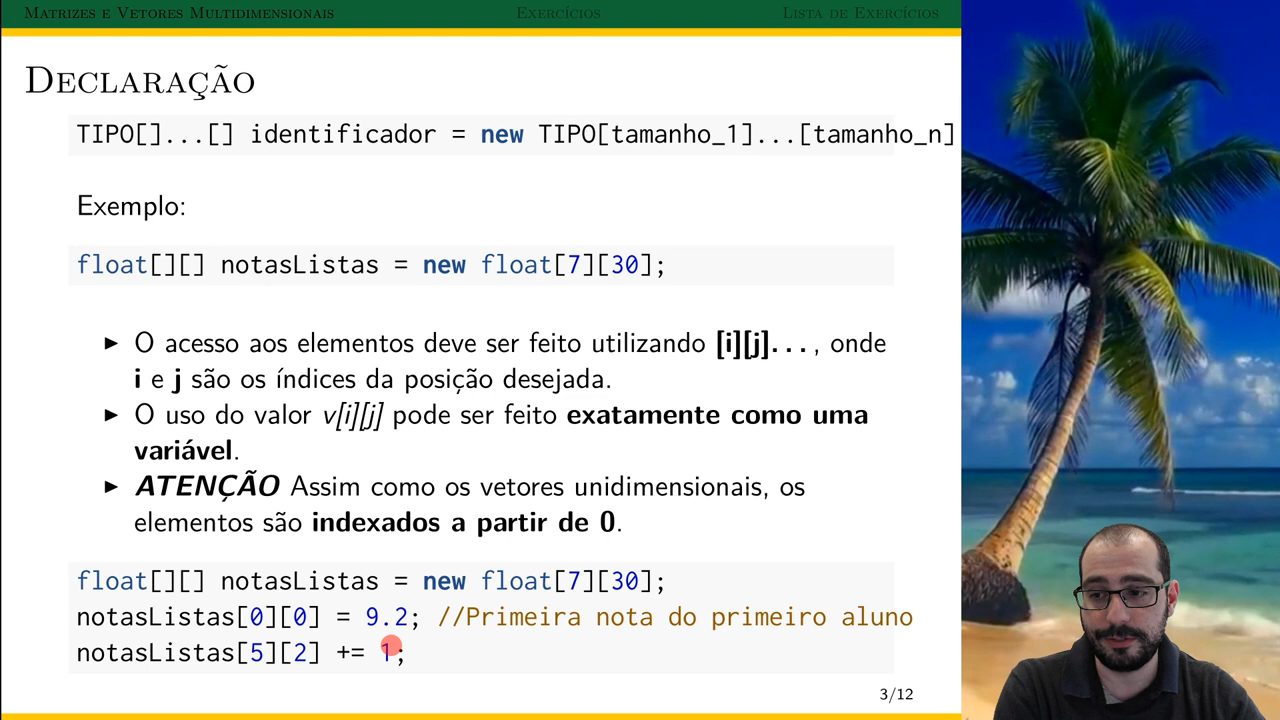 Matrizes e Vetores Multidimensionais Exercícios Lista de Exercícios
Declaração
TIPO[]...[] identificador = new TIPO[tamanho_1]...[tamanho_n]
Exemplo:
float[][] notasListas = new float[7][30];
► O acesso aos elementos deve ser feito utilizando [i][j]..., onde
i e j são os índices da posição desejada.
► O uso do valor v[i][j] pode ser feito exatamente como uma
variável.
► ATENÇÃO Assim como os vetores unidimensionais, os
elementos são indexados a partir de 0.
float[][] notasListas = new float[7][30];
notasListas[0][0] = 9.2; //Primeira nota do primeiro aluno
notasListas[5][2] += 1;
3/12